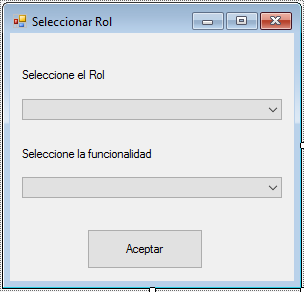 Seleccionar Rol
Seleccione el Rol
Seleccione la funcionalidad
Aceptar